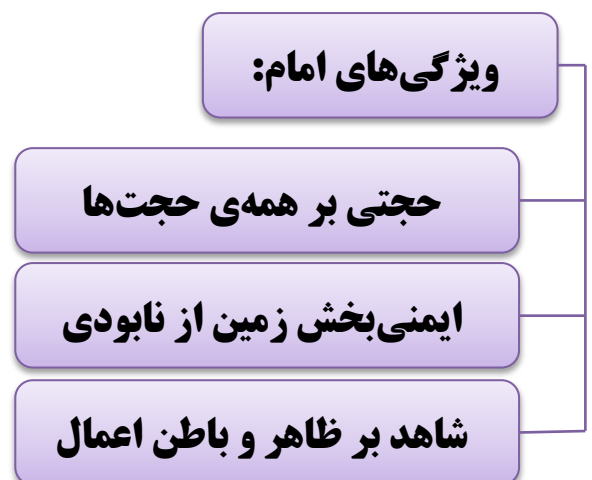 ویژگی‌های امام:
حجتی بر همه‌ی حجت‌ها
ایمنی‌بخش زمین از نابودی
شاهد بر ظاهر و باطن اعمال